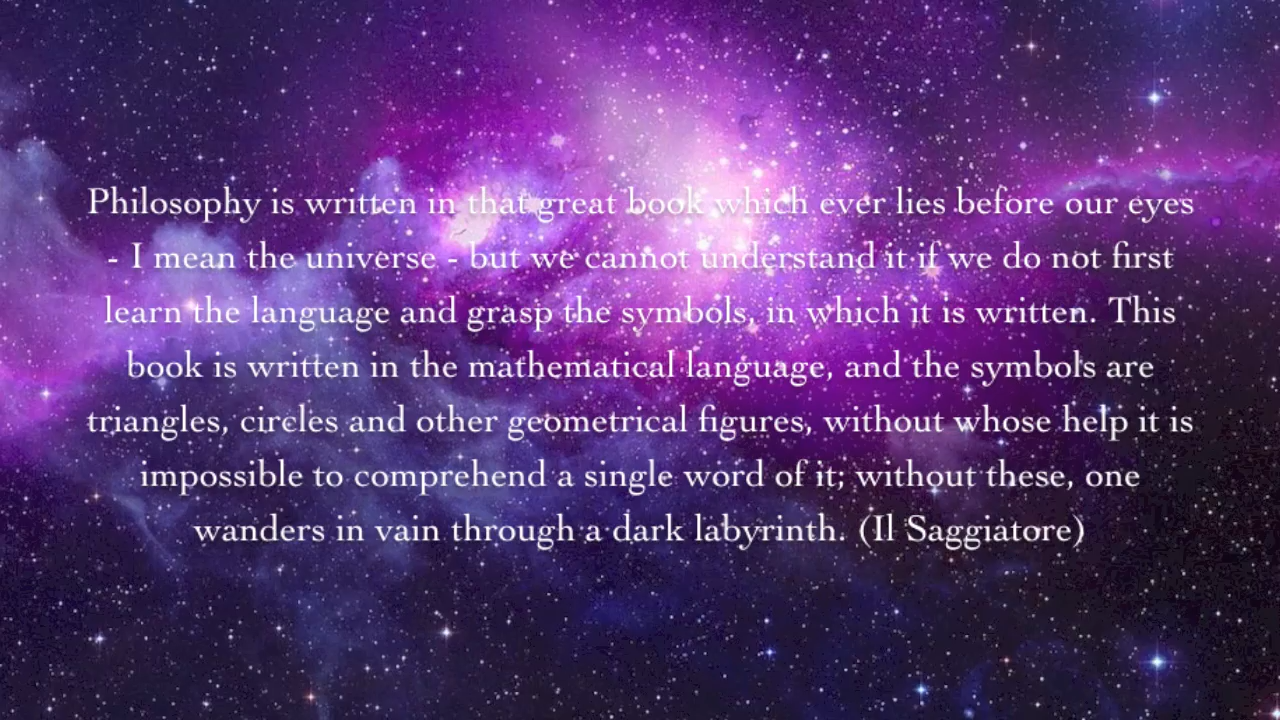 Philosophy is written in that great book which ever lies before our eyes
- I mean the universe - but we cannot understand it if we do not first
learn the language and grasp the symbols, in which it is written. This
book is written in the mathematical language, and the symbols are
triangles, circles and other geometrical figures, without whose help it is
impossible to comprehend a single word of it; without these, one
wanders in vain through a dark labyrinth. (Il Saggiatore)